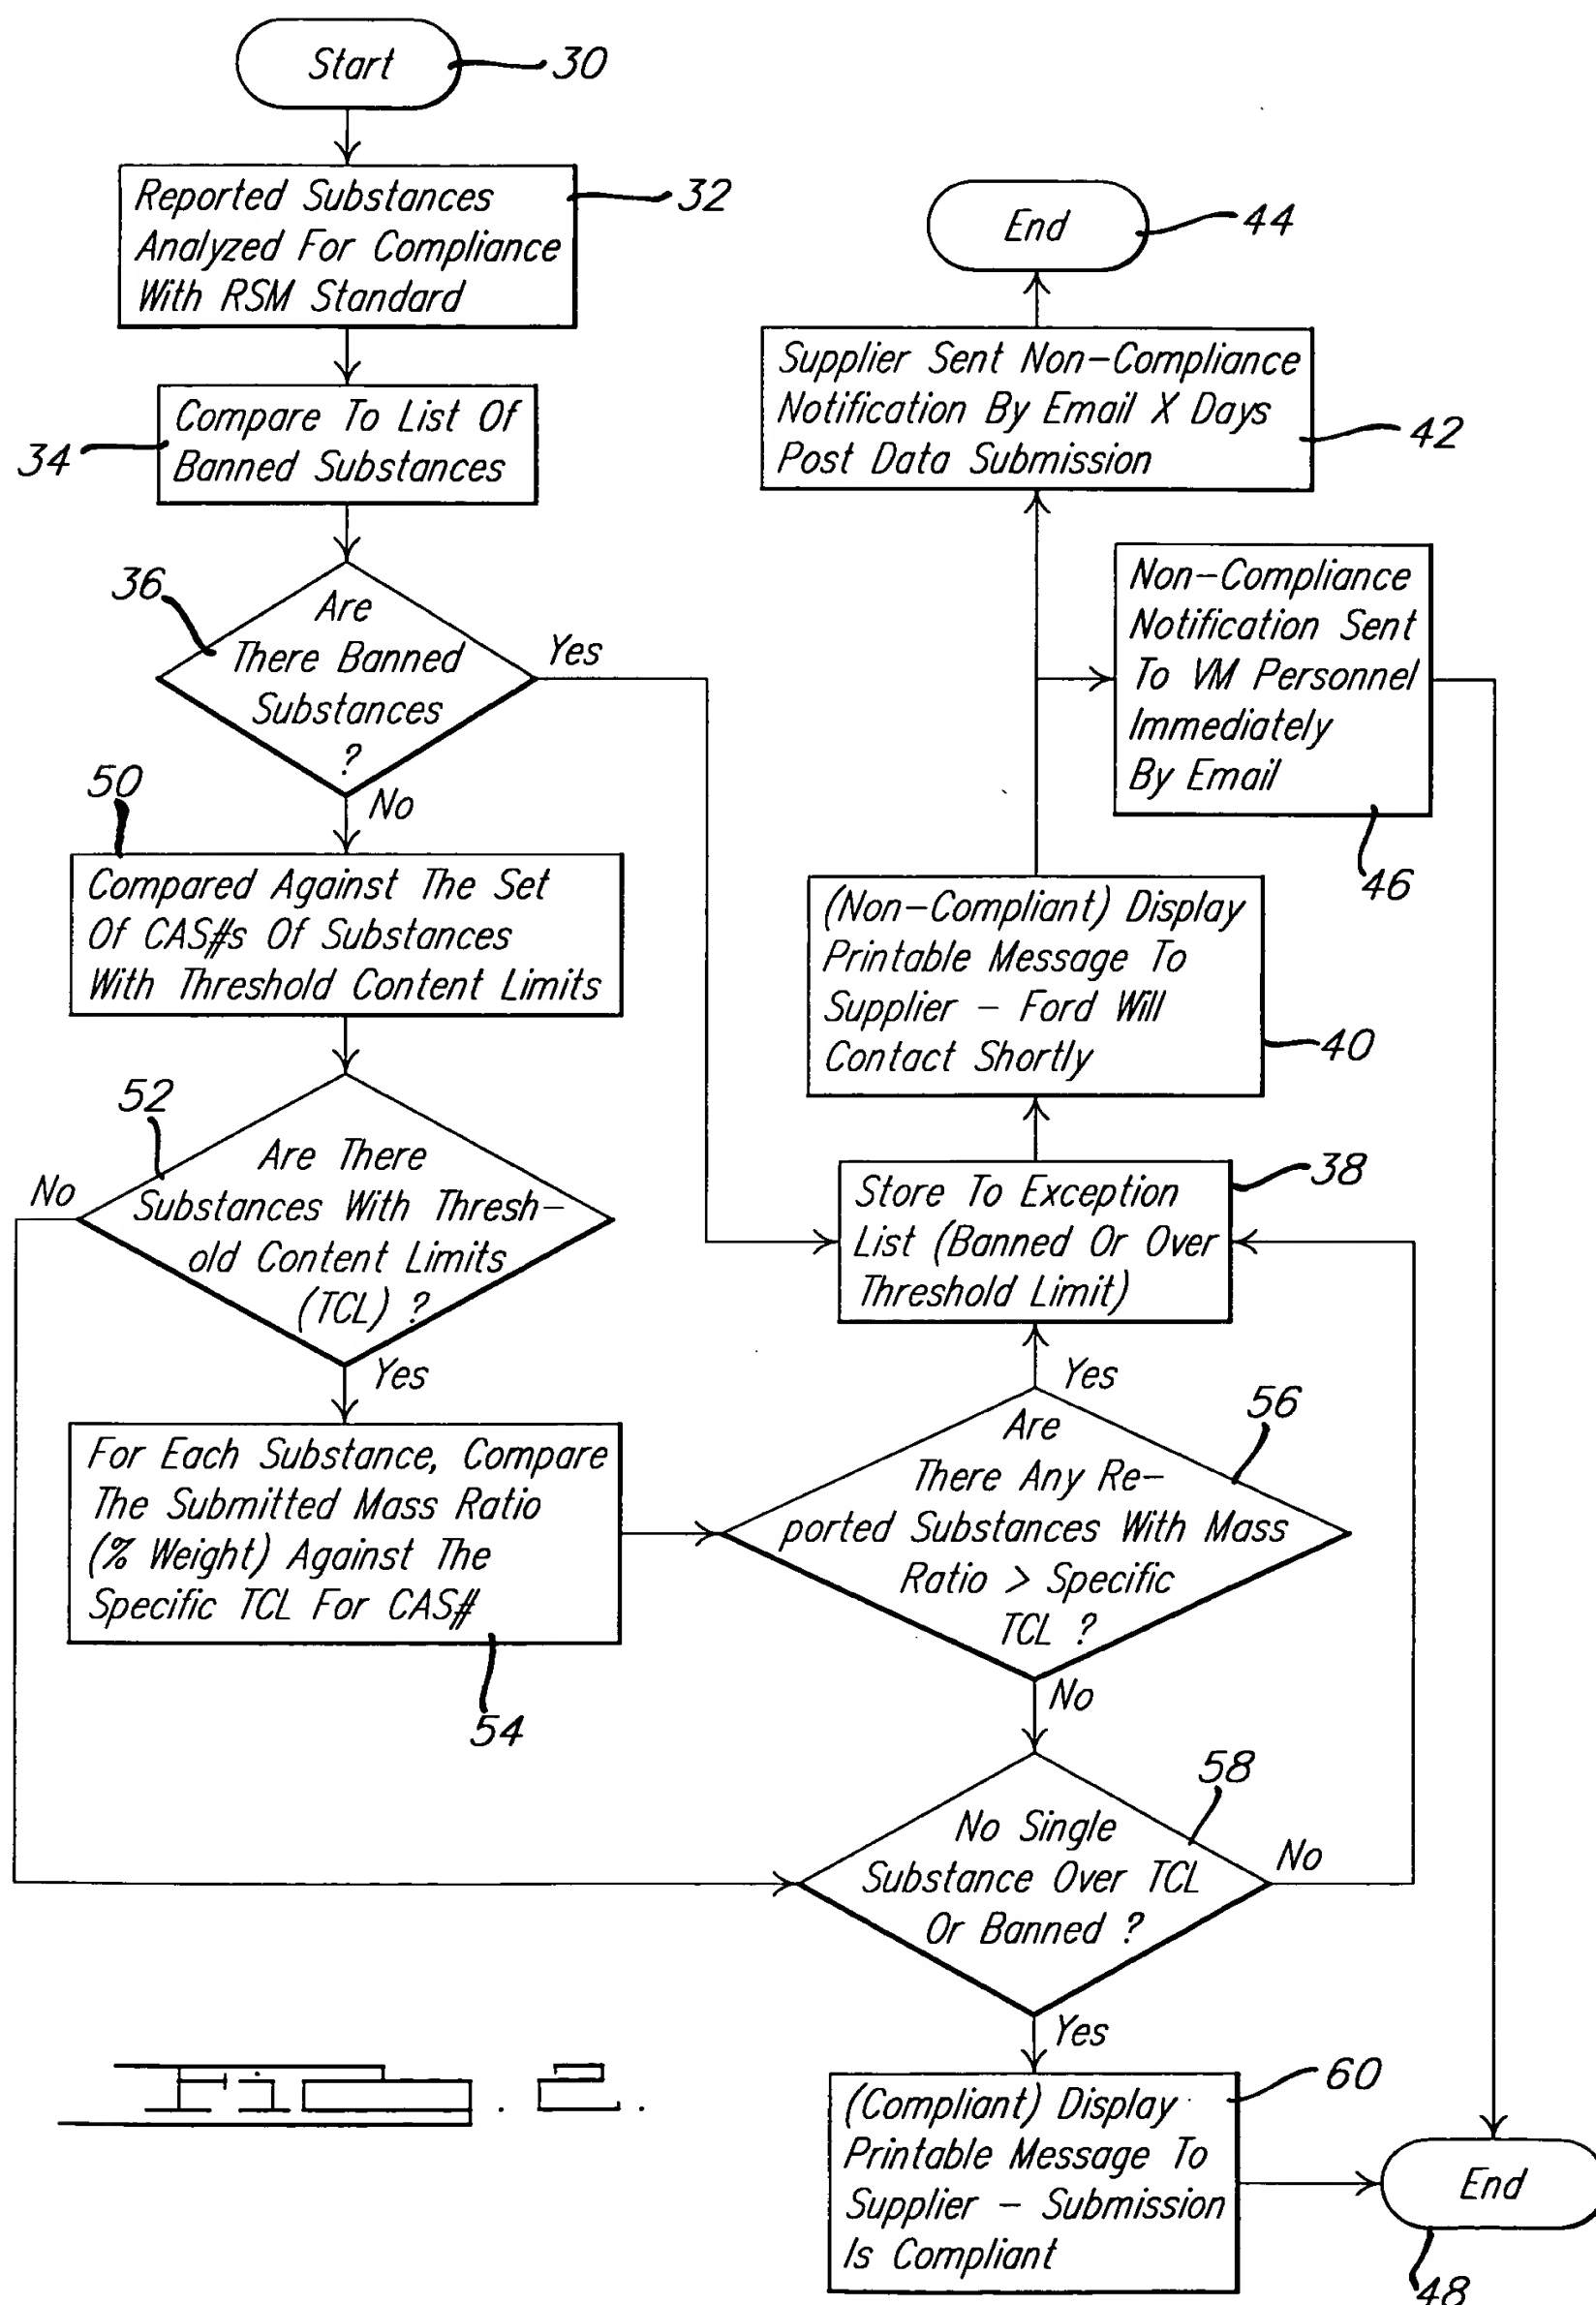 Start
30
Reported Substances
Analyzed For Compliance
With RSM Standard
32
Compare To List Of
Banned Substances
34
36
Are
There Banned
Substances
?
Yes
No
50
Compared Against The Set
Of CAS#s Of Substances
With Threshold Content Limits
52
Are There
Substances With Thresh-
old Content Limits
(TCL) ?
No
Yes
For Each Substance, Compare
The Submitted Mass Ratio
(% Weight) Against The
Specific TCL For CAS#
54
End
44
Supplier Sent Non-Compliance
Notification By Email X Days
Post Data Submission
42
Non-Compliance
Notification Sent
To VM Personnel
Immediately
By Email
46
(Non-Compliant) Display
Printable Message To
Supplier - Ford Will
Contact Shortly
40
Store To Exception
List (Banned Or Over
Threshold Limit)
38
Yes
Are
There Any Re-
ported Substances With Mass
Ratio > Specific
TCL ?
56
No
No Single
Substance Over TCL
Or Banned ?
58
No
Yes
(Compliant) Display
Printable Message To
Supplier - Submission
Is Compliant
60
End
48